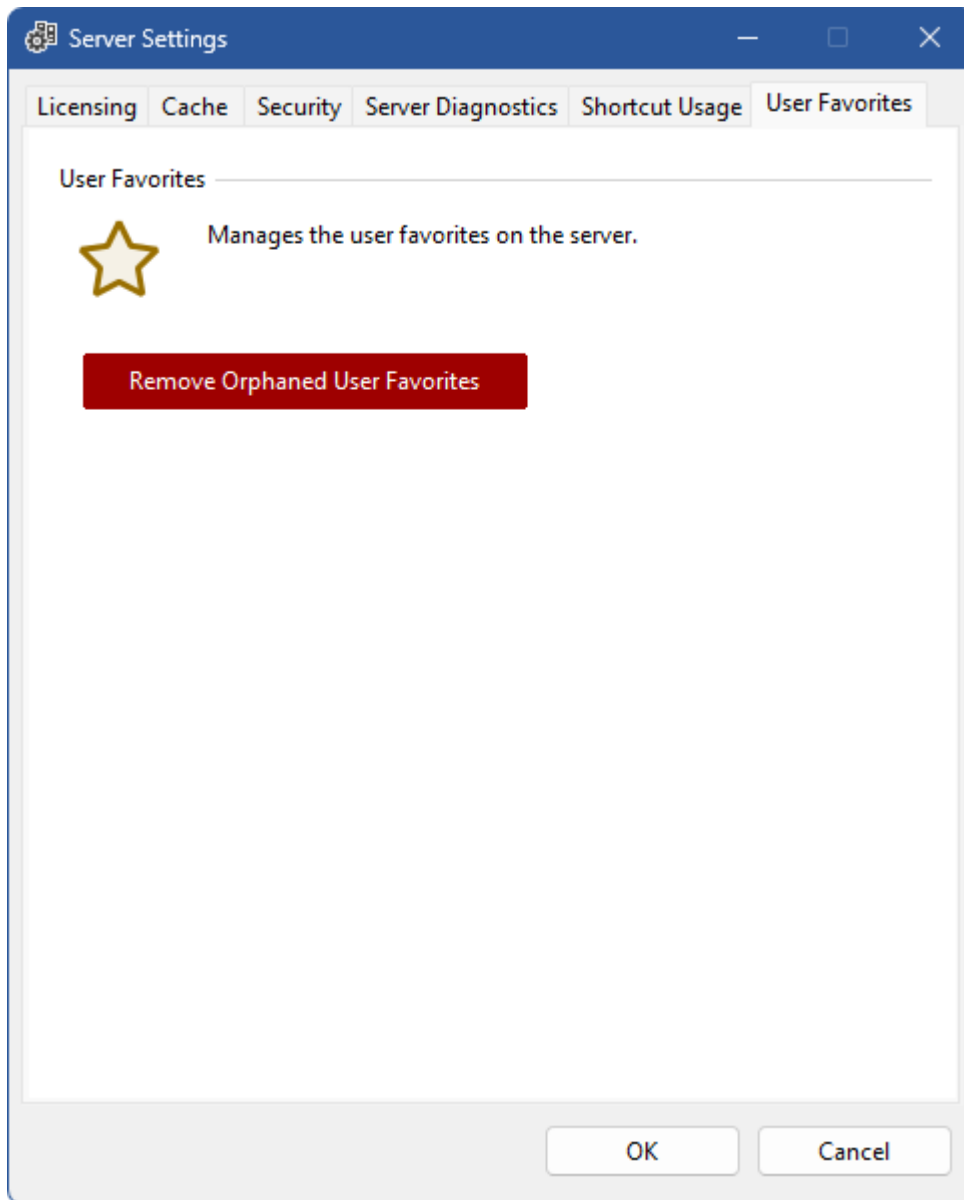 Server Settings
Licensing Cache Security Server Diagnostics Shortcut Usage User Favorites
User Favorites
Manages the user favorites on the server.
Remove Orphaned User Favorites
OK Cancel